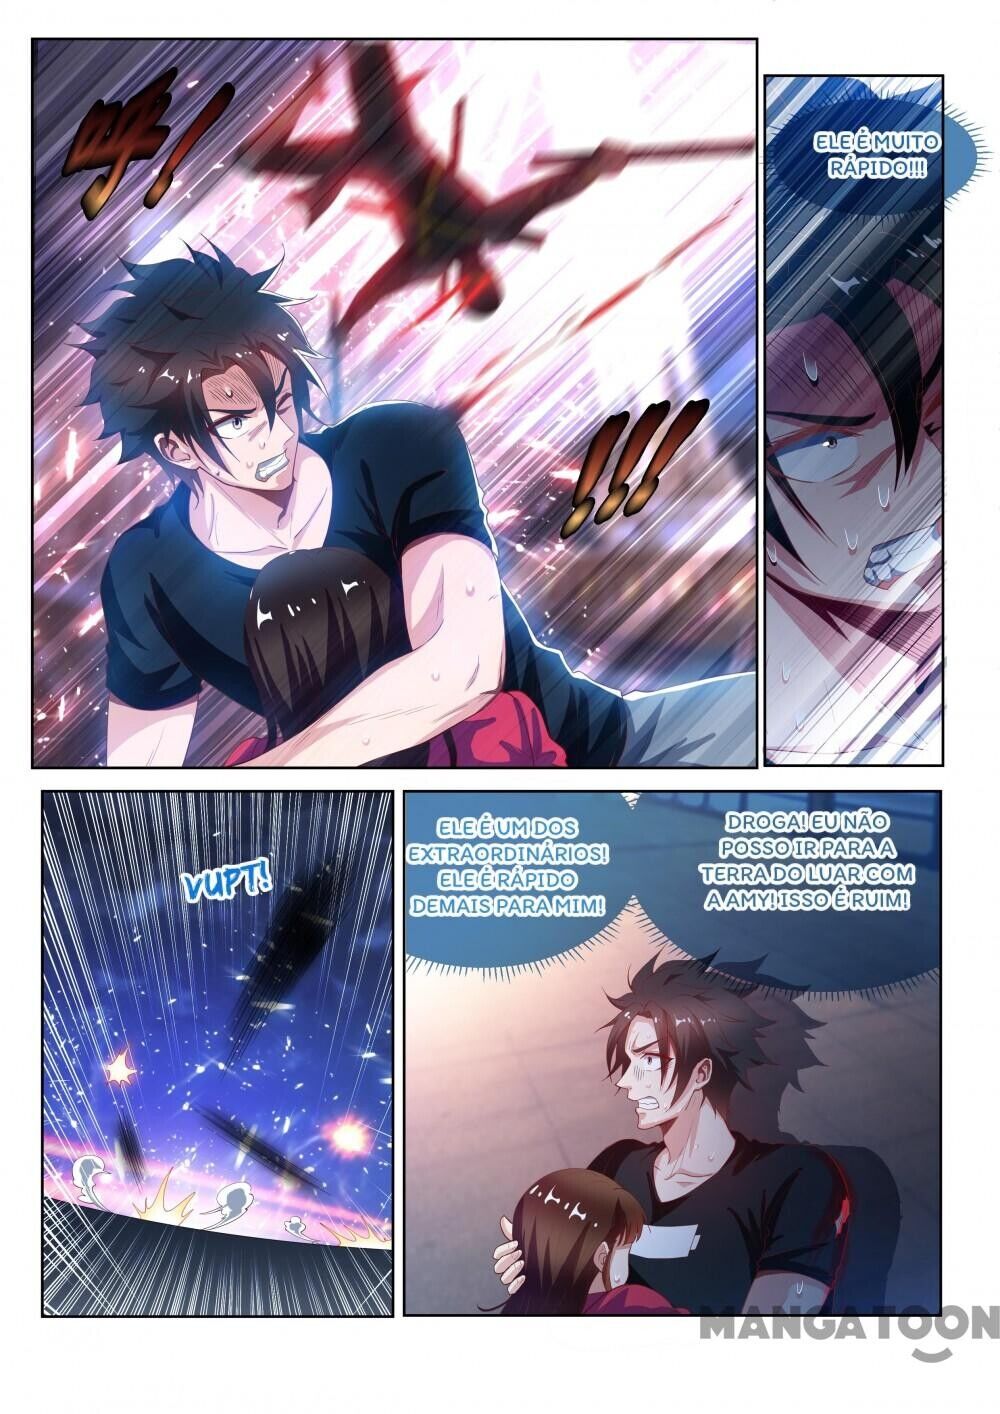 呼!
ELE É MUITO
RÁPIDO!!!
!!!
VUPT!
ELE É UM DOS
EXTRAORDINÁRIOS!
ELE É RÁPIDO
DEMAIS PARA MIM!
DROGA! EU NÃO
POSSO IR PARA A
TERRA DO LUAR COM
A AMY! ISSO É RUIM!
MANGATOON